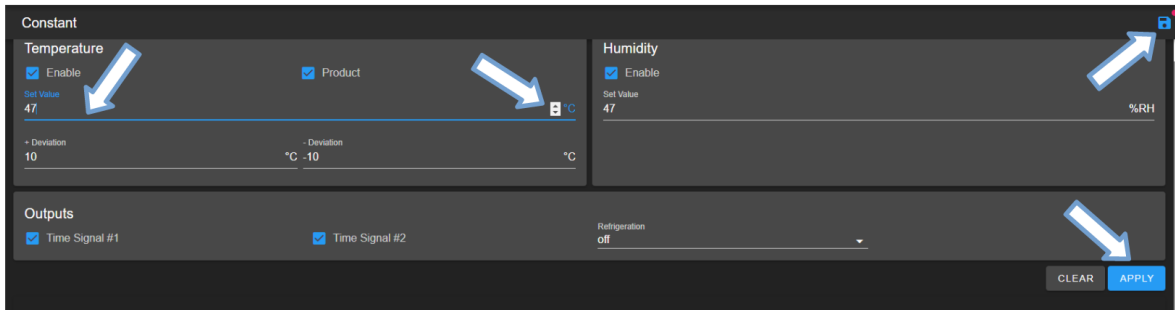 Constant
Temperature
Enable
Product
Set Value
47
°C
+ Deviation
10 °C
- Deviation
-10 °C
Humidity
Enable
Set Value
47 %RH
Outputs
Time Signal #1
Time Signal #2
Refrigeration
off
CLEAR
APPLY